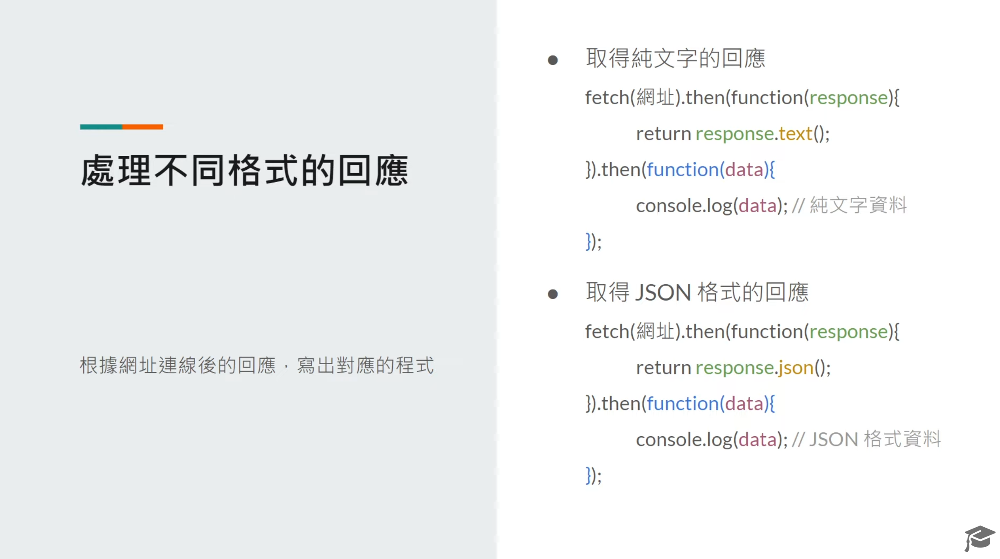 處理不同格式的回應
根據網址連線後的回應，寫出對應的程式
● 取得純文字的回應
fetch(網址).then(function(response){
return response.text();
}).then(function(data){
console.log(data); // 純文字資料
});
● 取得 JSON 格式的回應
fetch(網址).then(function(response){
return response.json();
}).then(function(data){
console.log(data); // JSON 格式資料
});